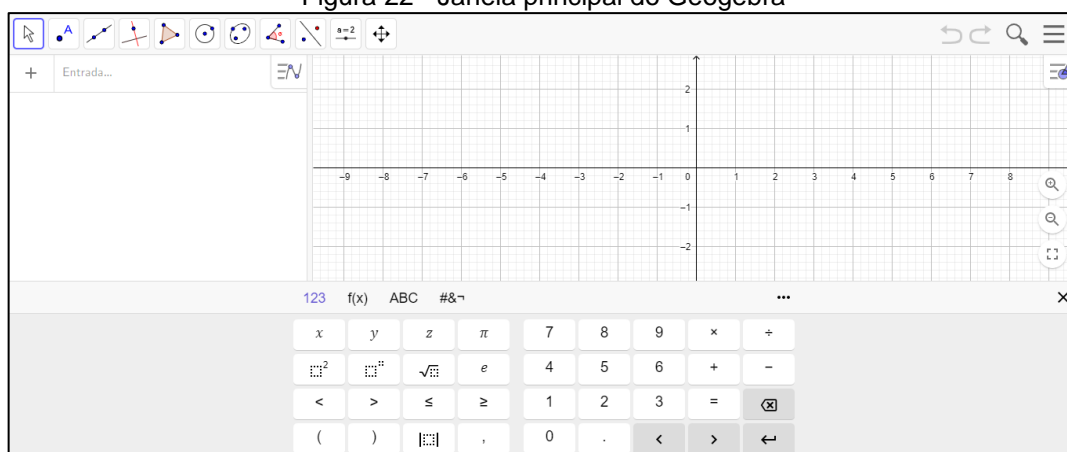 Figura 22 - Janela principal do Geogebra
A
a=2
+ Entrada...
2
1
−9 −8 −7 −6 −5 −4 −3 −2 −1 0 1 2 3 4 5 6 7 8
−1
−2
123 f(x) ABC #&¬ ...
x y z π 7 8 9 × ÷
□² □ √□ e 4 5 6 + −
< > ≤ ≥ 1 2 3 =
( ) |□| , 0 . < >